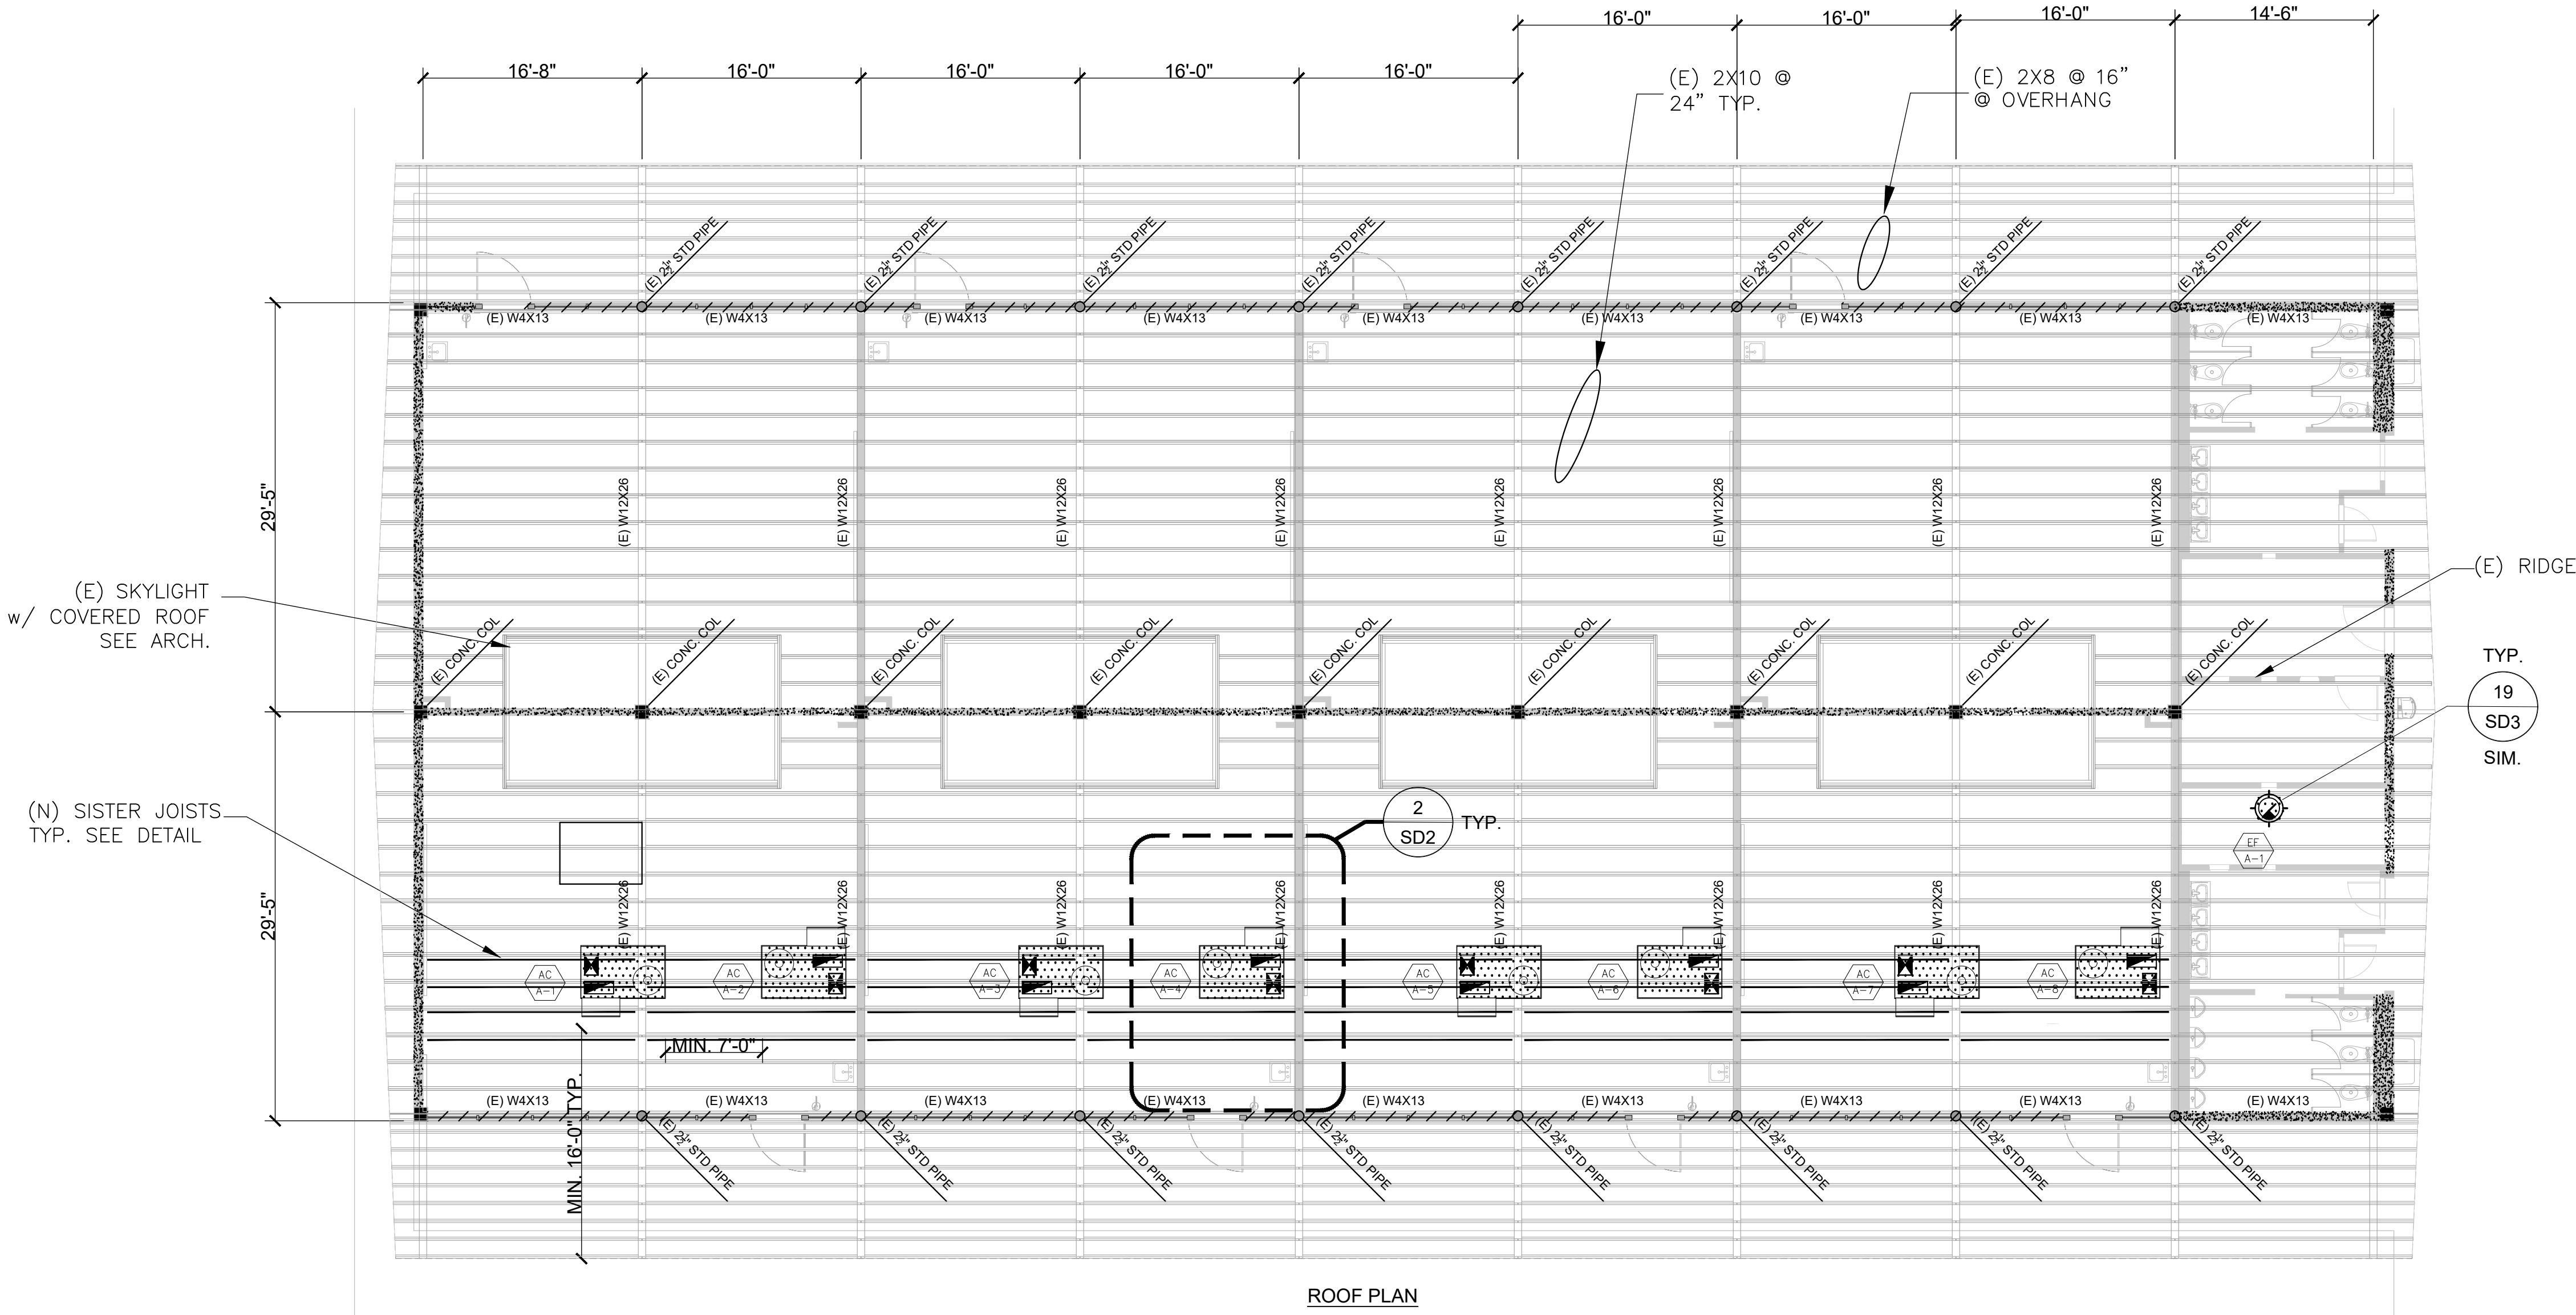 16'-0"
16'-0"
16'-0"
14'-6"
16'-8"
16'-0"
16'-0"
16'-0"
16'-0"
(E) 2X10 @
24” TYP.
(E) 2X8 @ 16”
@ OVERHANG
(E) 2½" STD PIPE
(E) 2½" STD PIPE
(E) 2½" STD PIPE
(E) 2½" STD PIPE
(E) 2½" STD PIPE
(E) 2½" STD PIPE
(E) 2½" STD PIPE
(E) 2½" STD PIPE
(E) W4X13
(E) W4X13
(E) W4X13
(E) W4X13
(E) W4X13
(E) W4X13
(E) W4X13
(E) W4X13
(E) W4X13
29'-5"
(E) W12X26
(E) W12X26
(E) W12X26
(E) W12X26
(E) W12X26
(E) W12X26
(E) W12X26
(E) W12X26
(E) SKYLIGHT
w/ COVERED ROOF
SEE ARCH.
(E) RIDGE
(E) CONC. COL
(E) CONC. COL
(E) CONC. COL
(E) CONC. COL
(E) CONC. COL
(E) CONC. COL
(E) CONC. COL
(E) CONC. COL
(E) CONC. COL
TYP.
19
SD3
SIM.
(N) SISTER JOISTS
TYP. SEE DETAIL
2
SD2
TYP.
EF
A-1
29'-5"
(E) W12X26
(E) W12X26
(E) W12X26
(E) W12X26
(E) W12X26
(E) W12X26
(E) W12X26
(E) W12X26
AC
A-1
AC
A-2
AC
A-3
AC
A-4
AC
A-5
AC
A-6
AC
A-7
AC
A-8
MIN. 7'-0"
MIN. 16'-0" TYP.
(E) W4X13
(E) W4X13
(E) W4X13
(E) W4X13
(E) W4X13
(E) W4X13
(E) W4X13
(E) W4X13
(E) W4X13
(E) 2½" STD PIPE
(E) 2½" STD PIPE
(E) 2½" STD PIPE
(E) 2½" STD PIPE
(E) 2½" STD PIPE
(E) 2½" STD PIPE
(E) 2½" STD PIPE
(E) 2½" STD PIPE
ROOF PLAN